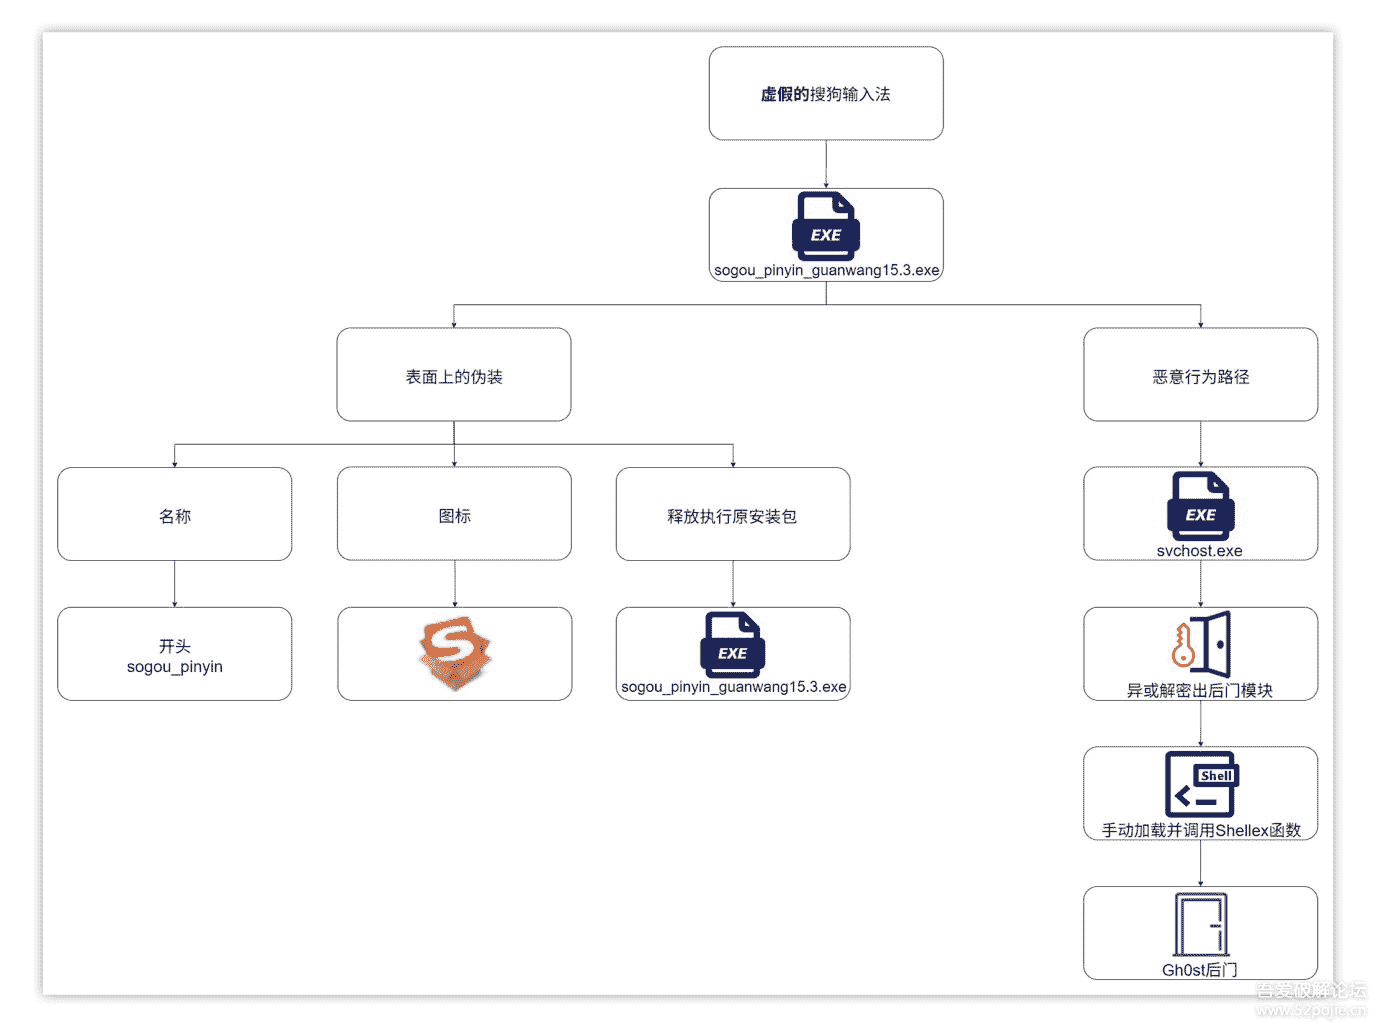 虚假的搜狗输入法
EXE
sogou_pinyin_guanwang15.3.exe
表面上的伪装
恶意行为路径
名称
图标
释放执行原安装包
EXE
svchost.exe
开头
sogou_pinyin
S
EXE
sogou_pinyin_guanwang15.3.exe
异或解密出后门模块
Shell
手动加载并调用Shellex函数
Gh0st后门
吾爱破解论坛
www.52pojie.cn